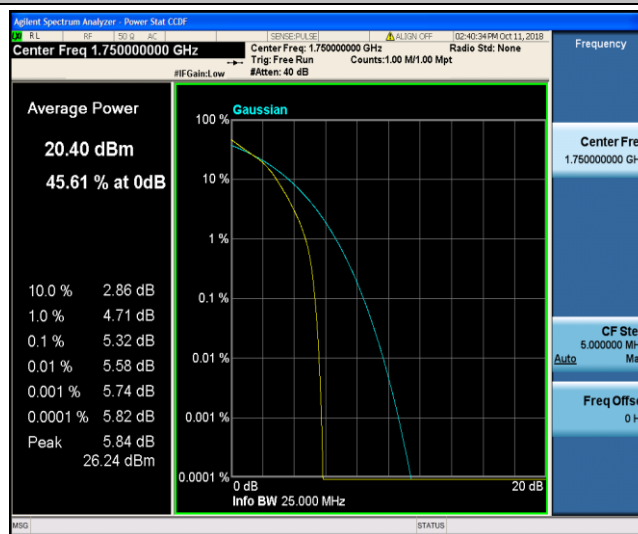 Agilent Spectrum Analyzer - Power Stat CCDF
RL RF 50 Ω AC SENSE:PULSE ALIGN OFF 02:40:34 PM Oct 11, 2018
Center Freq 1.750000000 GHz
Center Freq: 1.750000000 GHz Radio Std: None
Trig: Free Run Counts:1.00 M/1.00 Mpt
#IFGain:Low #Atten: 40 dB
Frequency
Average Power
20.40 dBm
45.61 % at 0dB
10.0 % 2.86 dB
1.0 % 4.71 dB
0.1 % 5.32 dB
0.01 % 5.58 dB
0.001 % 5.74 dB
0.0001 % 5.82 dB
Peak 5.84 dB
26.24 dBm
Gaussian
100 %
10 %
1 %
0.1 %
0.01 %
0.001 %
0.0001 %
0 dB 20 dB
Info BW 25.000 MHz
Center Fre
1.750000000 GH
CF Ste
5.000000 MH
Auto Ma
Freq Offse
0 H
MSG STATUS